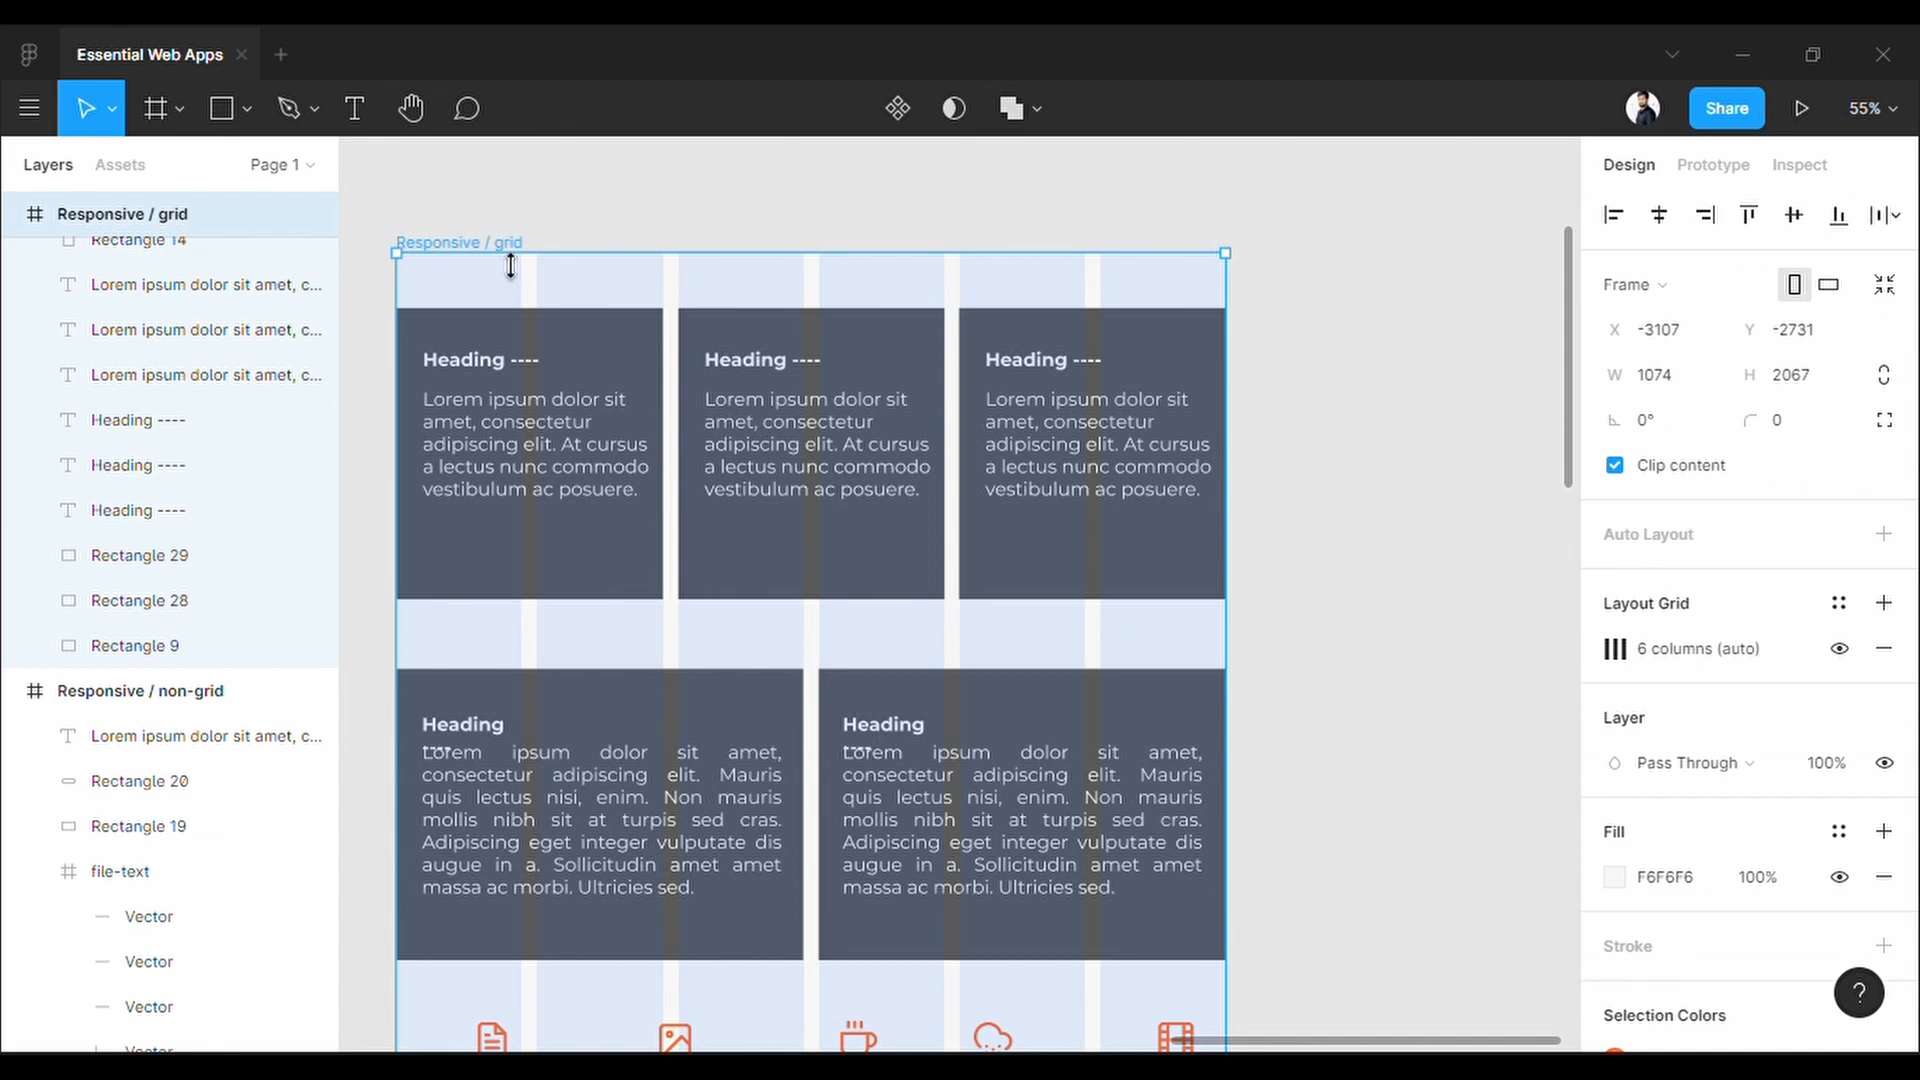 Essential Web Apps
Share
55%
Layers
Assets
Page 1
Responsive / grid
Rectangle 14
Lorem ipsum dolor sit amet, c...
Lorem ipsum dolor sit amet, c...
Lorem ipsum dolor sit amet, c...
Heading ----
Heading ----
Heading ----
Rectangle 29
Rectangle 28
Rectangle 9
Responsive / non-grid
Lorem ipsum dolor sit amet, c...
Rectangle 20
Rectangle 19
file-text
Vector
Vector
Vector
Vector
Responsive / grid
Heading ----
Lorem ipsum dolor sit
amet, consectetur
adipiscing elit. At cursus
a lectus nunc commodo
vestibulum ac posuere.
Heading ----
Lorem ipsum dolor sit
amet, consectetur
adipiscing elit. At cursus
a lectus nunc commodo
vestibulum ac posuere.
Heading ----
Lorem ipsum dolor sit
amet, consectetur
adipiscing elit. At cursus
a lectus nunc commodo
vestibulum ac posuere.
Heading
Lorem ipsum dolor sit amet,
consectetur adipiscing elit. Mauris
quis lectus nisi, enim. Non mauris
mollis nibh sit at turpis sed cras.
Adipiscing eget integer vulputate dis
augue in a. Sollicitudin amet amet
massa ac morbi. Ultricies sed.
Heading
Lorem ipsum dolor sit amet,
consectetur adipiscing elit. Mauris
quis lectus nisi, enim. Non mauris
mollis nibh sit at turpis sed cras.
Adipiscing eget integer vulputate dis
augue in a. Sollicitudin amet amet
massa ac morbi. Ultricies sed.
Design
Prototype
Inspect
Frame
X -3107
Y -2731
W 1074
H 2067
0°
0
Clip content
Auto Layout
Layout Grid
6 columns (auto)
Layer
Pass Through
100%
Fill
F6F6F6
100%
Stroke
?
Selection Colors